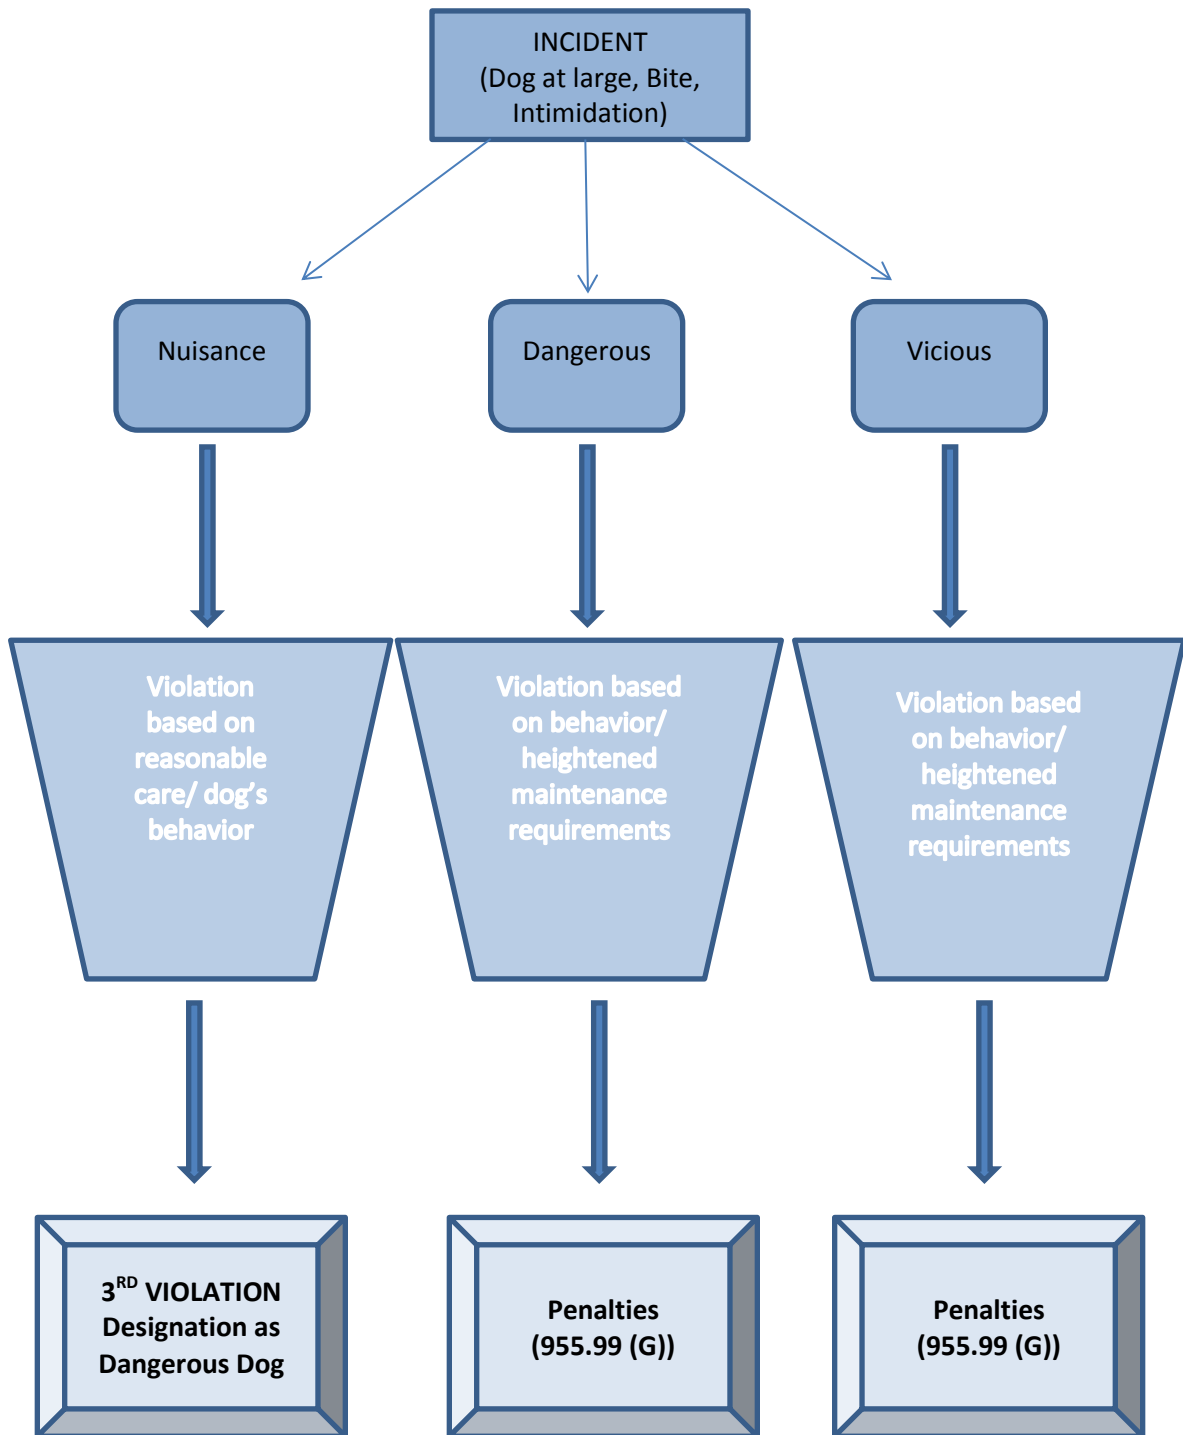 INCIDENT
(Dog at large, Bite,
Intimidation)
Nuisance
Dangerous
Vicious
Violation
based on
reasonable
care/ dog’s
behavior
Violation based
on behavior/
heightened
maintenance
requirements
Violation based
on behavior/
heightened
maintenance
requirements
3RD VIOLATION
Designation as
Dangerous Dog
Penalties
(955.99 (G))
Penalties
(955.99 (G))